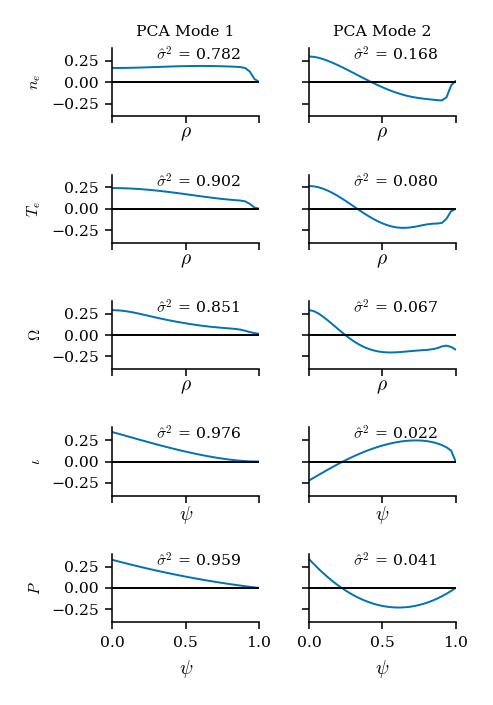 PCA Mode 1 PCA Mode 2
σ̂² = 0.782 σ̂² = 0.168
0.25
0.00
−0.25
nₑ
ρ ρ
σ̂² = 0.902 σ̂² = 0.080
0.25
0.00
−0.25
Tₑ
ρ ρ
σ̂² = 0.851 σ̂² = 0.067
0.25
0.00
−0.25
Ω
ρ ρ
σ̂² = 0.976 σ̂² = 0.022
0.25
0.00
−0.25
ι
ψ ψ
σ̂² = 0.959 σ̂² = 0.041
0.25
0.00
−0.25
P
0.0 0.5 1.0 0.0 0.5 1.0
ψ ψ